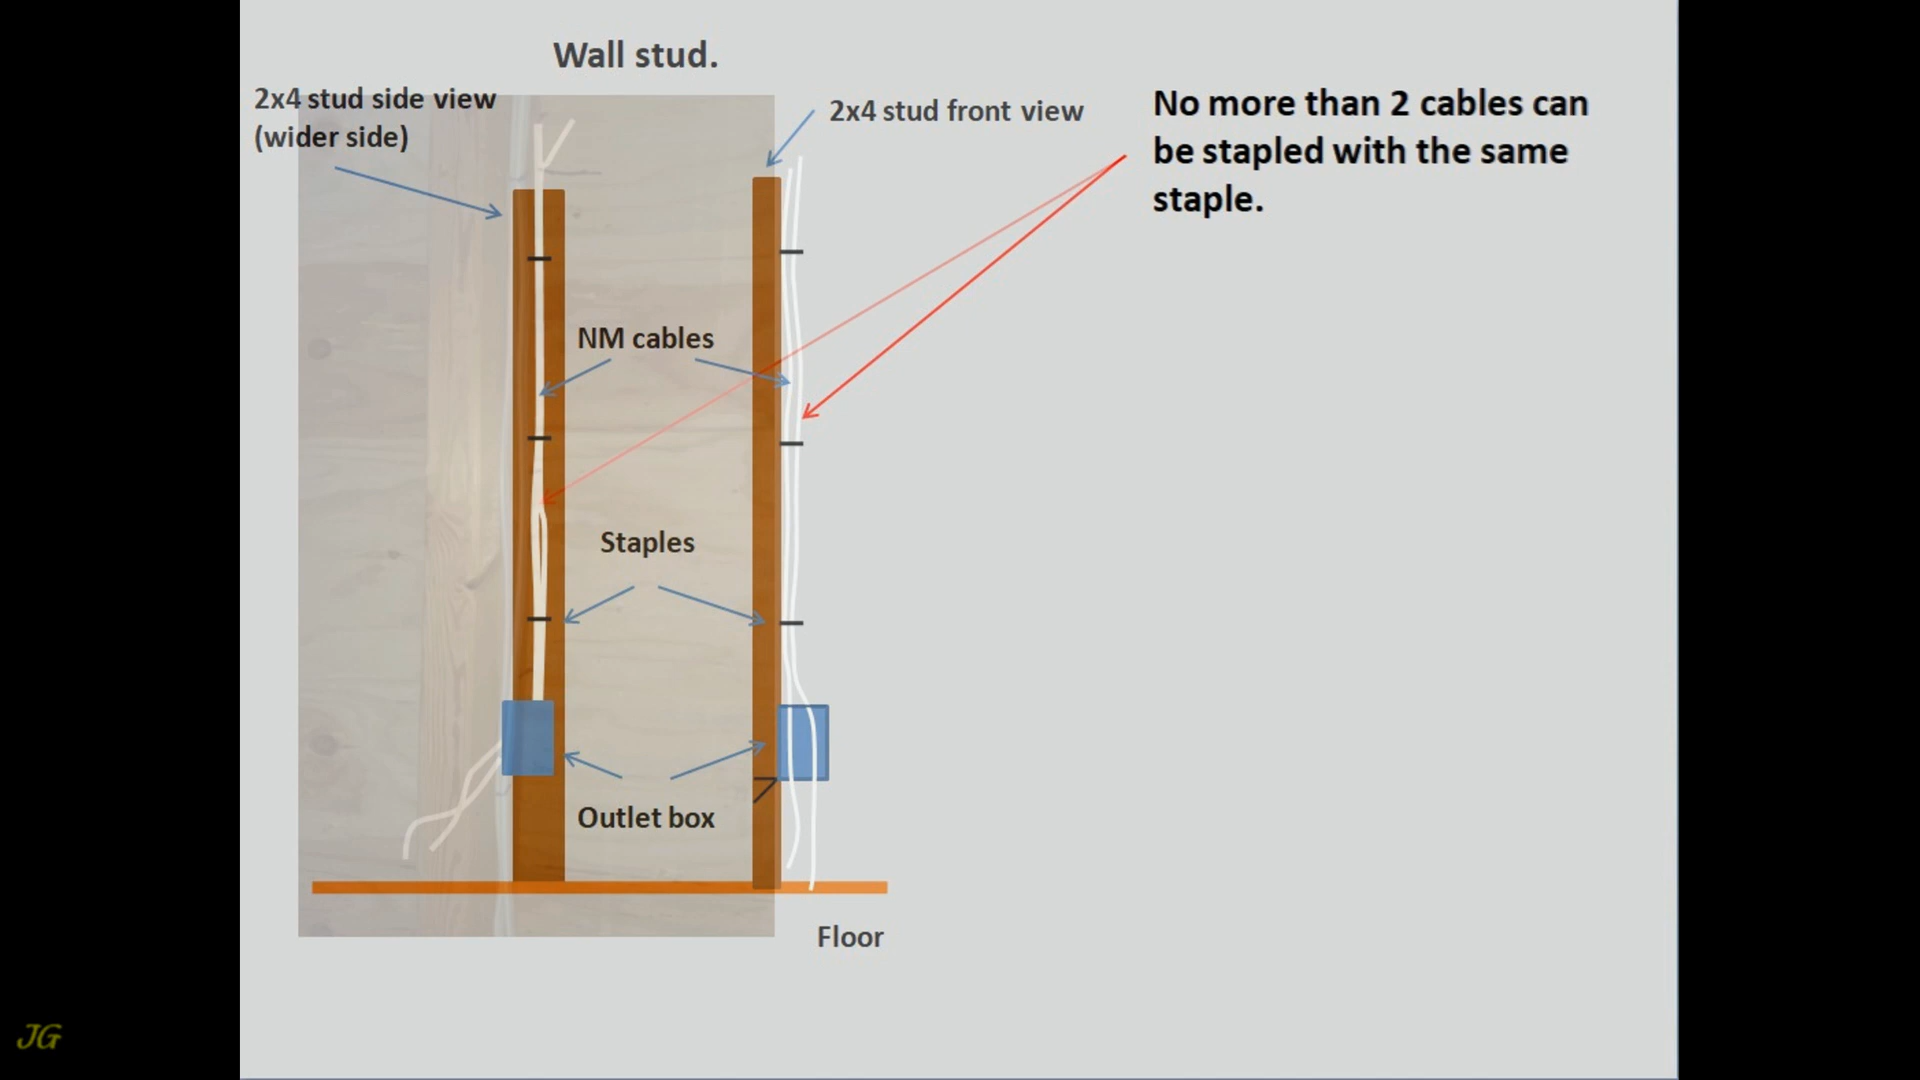 Wall stud.
2x4 stud side view
(wider side)
2x4 stud front view
No more than 2 cables can
be stapled with the same
staple.
NM cables
Staples
Outlet box
Floor
JG